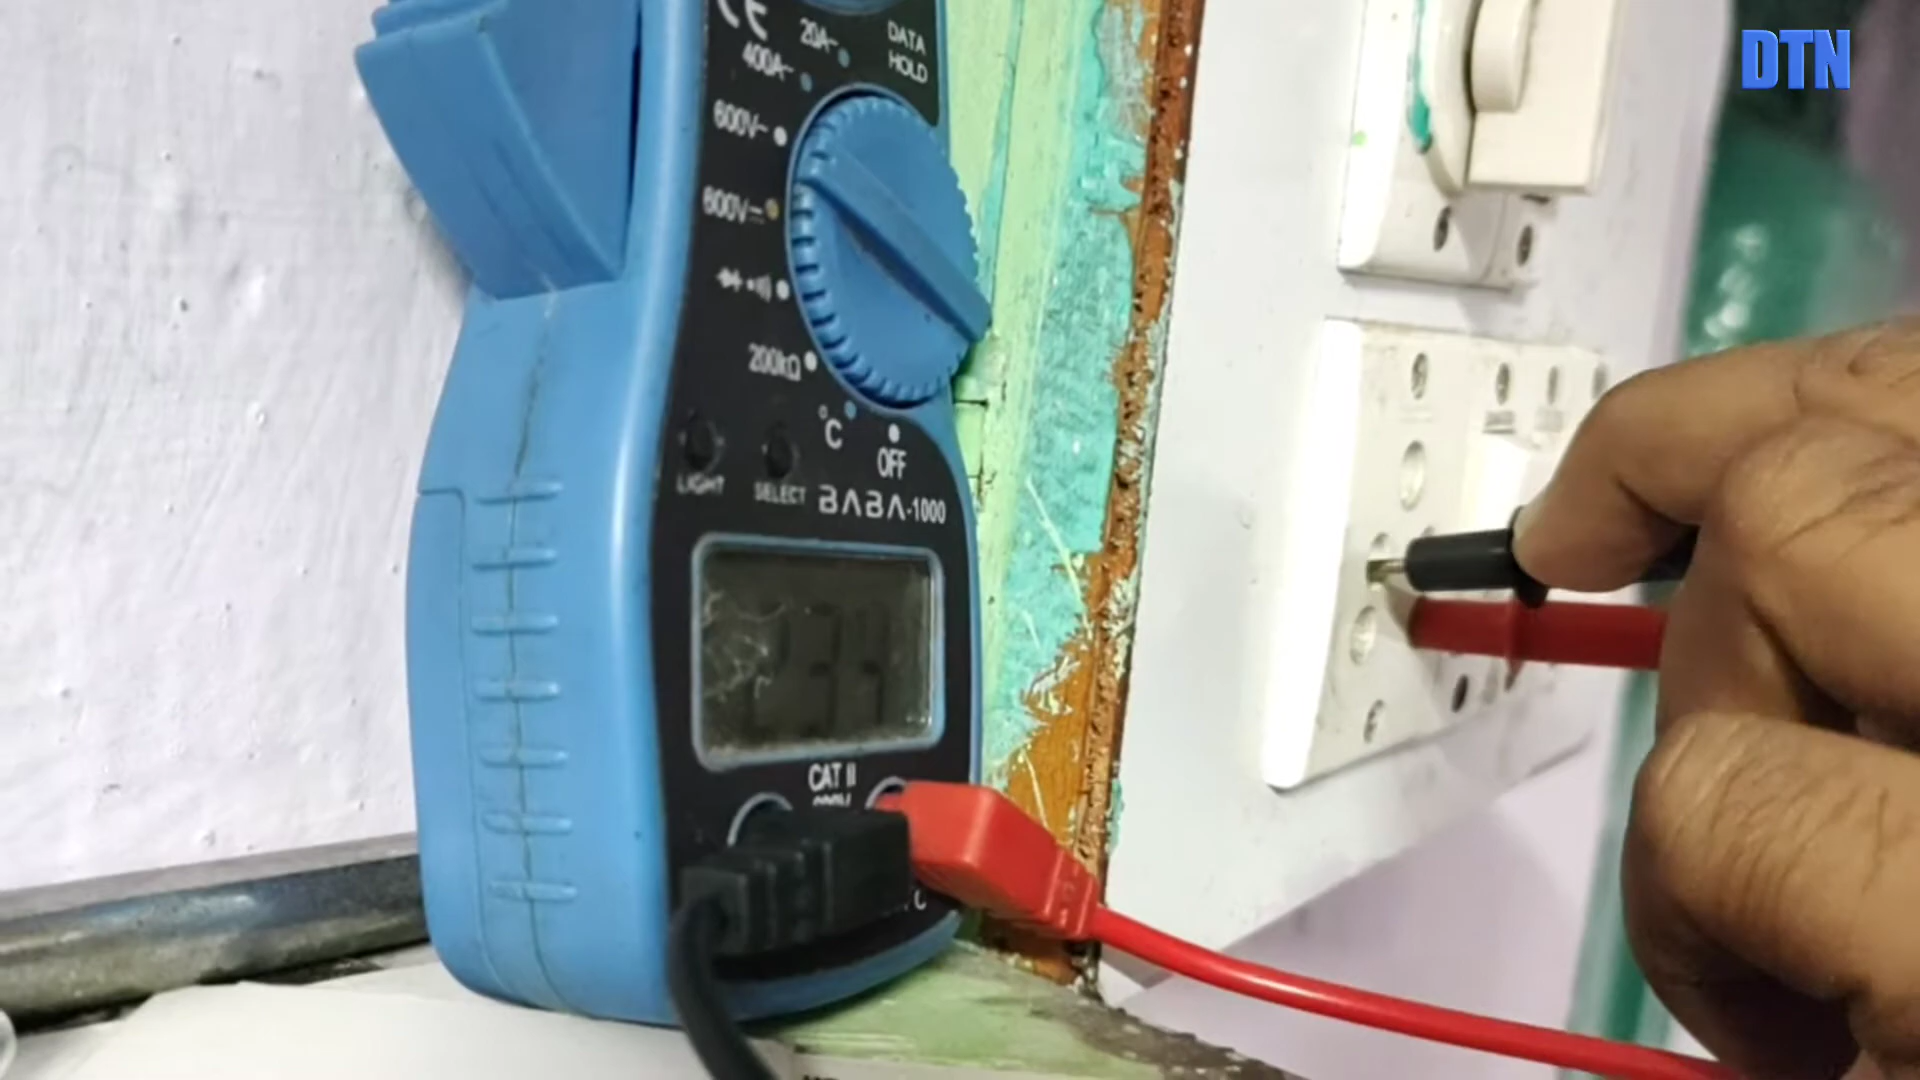 DTN
CE
20A~
400A~
DATA
HOLD
600V~
600V⎓
200kΩ
°C
OFF
LIGHT
SELECT
BABA-1000
234
CAT II